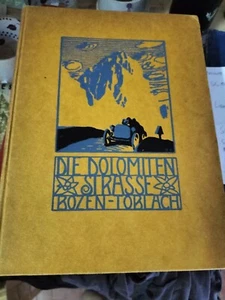 DIE DOLOMITEN
STRASSE
BOZEN-TOBLACH